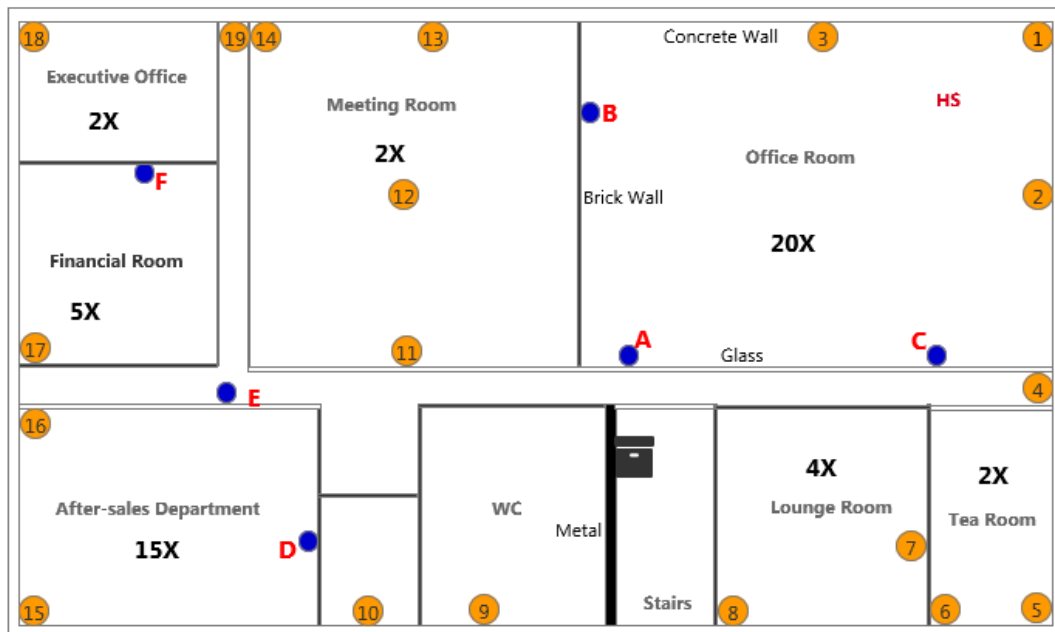 18
19
14
13
Concrete Wall
3
1
Executive Office
2X
Meeting Room
2X
HS
B
Office Room
F
12
Brick Wall
2
20X
Financial Room
5X
17
11
A
Glass
C
4
E
16
4X
2X
After-sales Department
15X
WC
Lounge Room
Tea Room
Metal
D
7
15
10
9
Stairs
8
6
5